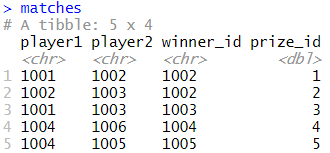 > matches
# A tibble: 5 x 4
player1 player2 winner_id prize_id
<chr> <chr> <chr> <dbl>
1 1001 1002 1002 1
2 1002 1003 1002 2
3 1001 1003 1003 3
4 1004 1006 1004 4
5 1004 1005 1005 5